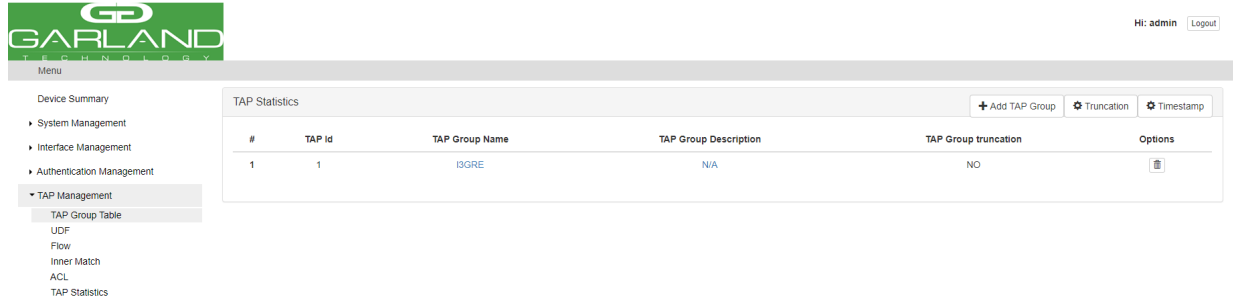 GARLAND
TECHNOLOGY
Hi: admin Logout
Menu
Device Summary
System Management
Interface Management
Authentication Management
TAP Management
TAP Group Table
UDF
Flow
Inner Match
ACL
TAP Statistics
TAP Statistics
Add TAP Group Truncation Timestamp
# TAP Id TAP Group Name TAP Group Description TAP Group truncation Options
1 1 I3GRE N/A NO